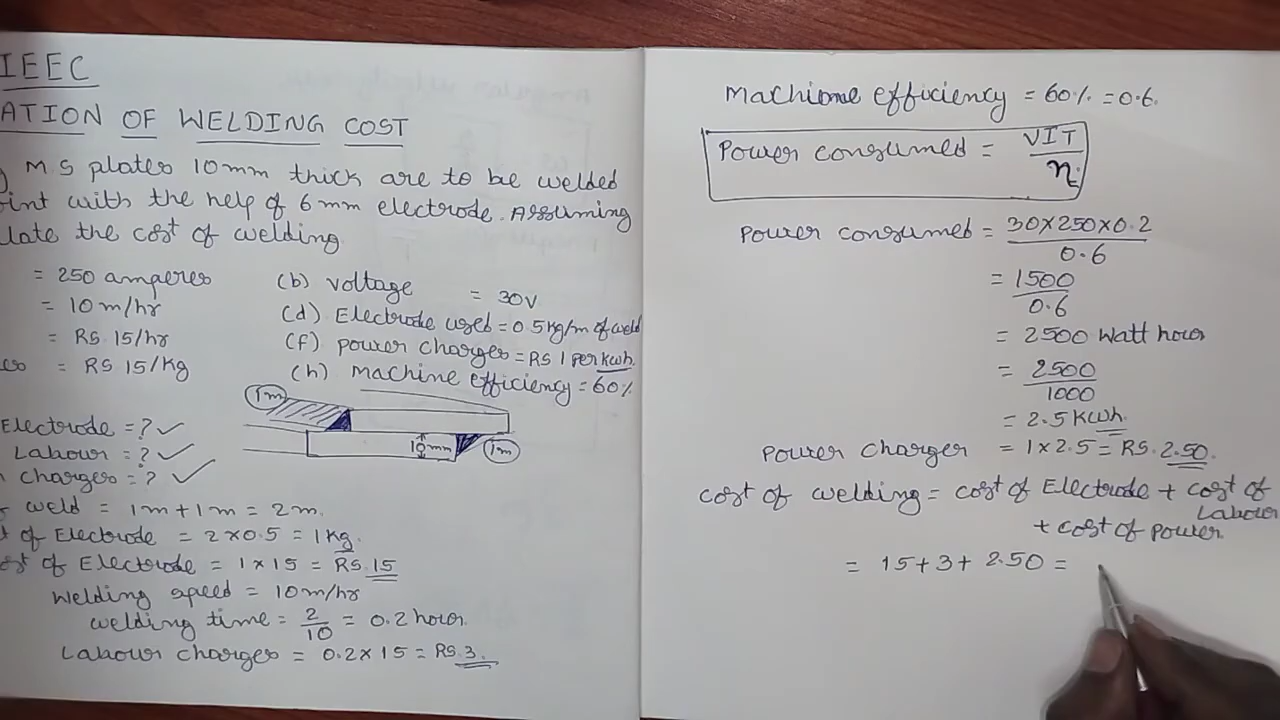 IEEC
ATION OF WELDING COST
MS plates 10mm thick are to be welded
int with the help of 6mm electrode. Assuming
late the cost of welding.
= 250 amperes (b) voltage = 30V
= 10 m/hr (d) Electrode used = 0.5kg/m of weld
= RS. 15/hr (f) power charges = RS 1 per kwh.
= RS 15/kg (h) machine efficiency = 60%
1m
10mm
1m
Electrode = ? ✓
Labour = ? ✓
charges = ? ✓
weld = 1m + 1m = 2m.
of Electrode = 2 × 0.5 = 1 kg.
ost of Electrode = 1 × 15 = RS. 15
Welding speed = 10m/hr
welding time = 2/10 = 0.2 hour.
Labour charges = 0.2 × 15 = RS. 3.
Machine efficiency = 60% = 0.6.
Power consumed = VIT/η
Power consumed = 30×250×0.2/0.6
= 1500/0.6
= 2500 Watt hour
= 2500/1000
= 2.5 kwh.
Power charges = 1 × 2.5 = RS. 2.50.
cost of welding = cost of Electrode + cost of
Labour
+ cost of power.
= 15 + 3 + 2.50 =